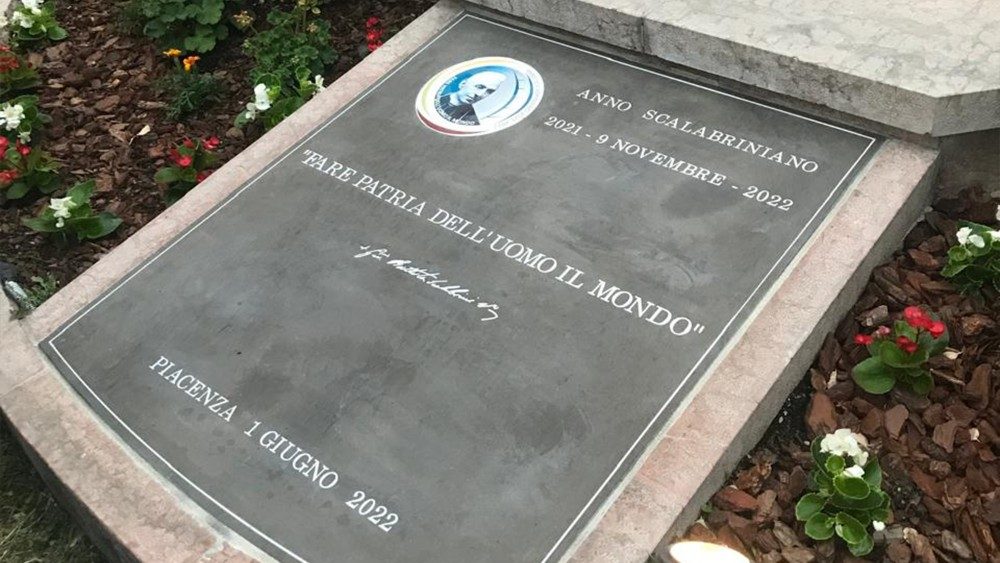 ANNO SCALABRINIANO
2021 - 9 NOVEMBRE - 2022
"FARE PATRIA DELL'UOMO IL MONDO"
PIACENZA 1 GIUGNO 2022